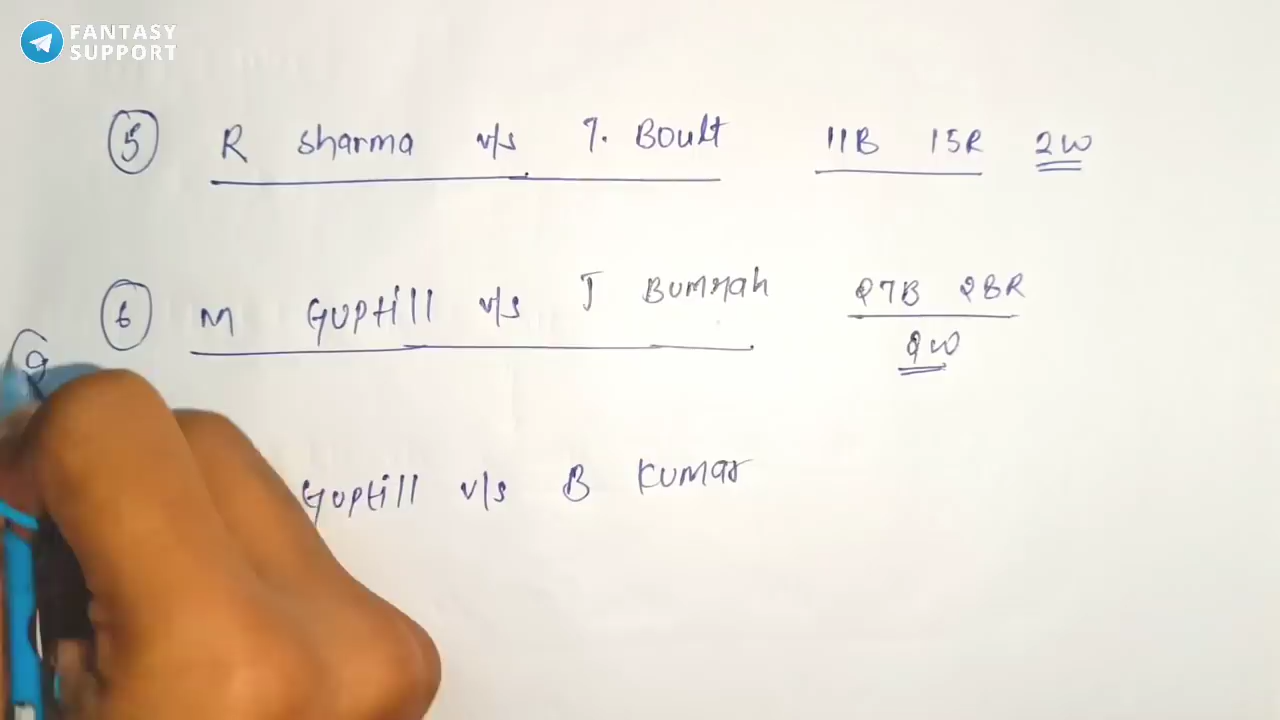 FANTASY
SUPPORT
5 R Sharma v/s T. Boult 11B 15R 2W
6 M Guptill v/s J Bumrah 27B 28R
2W
Guptill v/s B Kumar